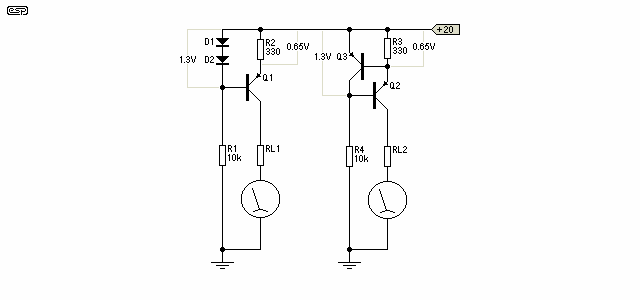 esp
+20
D1
D2
1.3V
R2
330
0.65V
Q1
R1
10k
RL1
1.3V
Q3
R3
330
0.65V
Q2
R4
10k
RL2